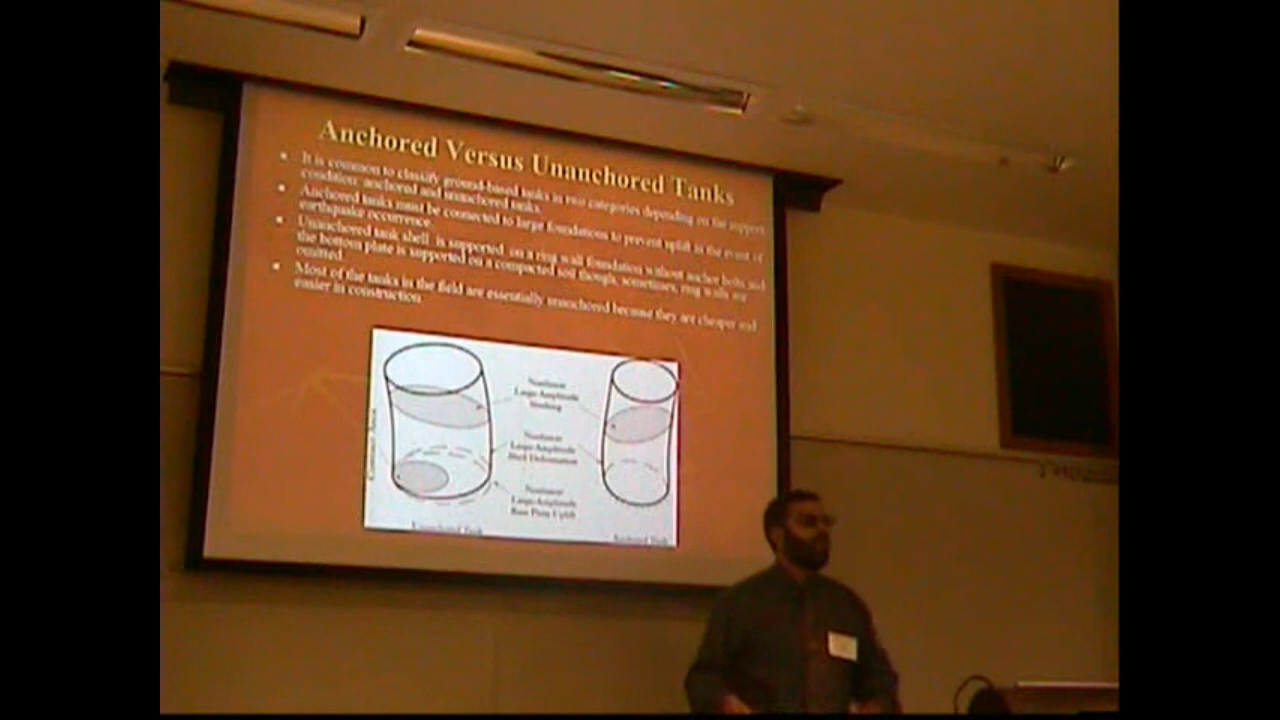 Anchored Versus Unanchored Tanks
It is common to classify ground-based tanks in two categories depending on the support
condition: anchored and unanchored tanks.
Anchored tanks must be connected to large foundations to prevent uplift in the event of
earthquake occurrence.
Unanchored tank shell is supported on a ring wall foundation without anchor bolts and
the bottom plate is supported on a compacted soil though, sometimes, ring walls are
omitted.
Most of the tanks in the field are essentially unanchored because they are cheaper and
easier in construction.
Nonlinear
Large-Amplitude
Sloshing
Nonlinear
Large-Amplitude
Shell Deformation
Nonlinear
Large-Amplitude
Base Plate Uplift
Unanchored Tank
Anchored Tank